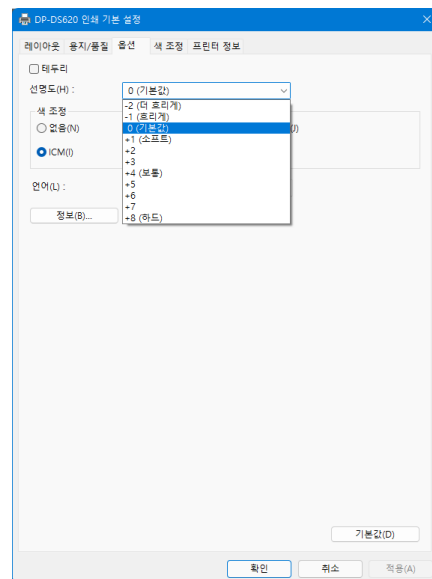 DP-DS620 인쇄 기본 설정
레이아웃 용지/품질 옵션 색 조정 프린터 정보
테두리
선명도(H) : 0 (기본값)
-2 (더 흐리게)
-1 (흐리게)
색 조정
0 (기본값)
없음(N)
+1 (소프트)
+2
ICM(I)
+3
+4 (보통)
언어(L) :
+5
+6
+7
정보(B)...
+8 (하드)
기본값(D)
확인 취소 적용(A)